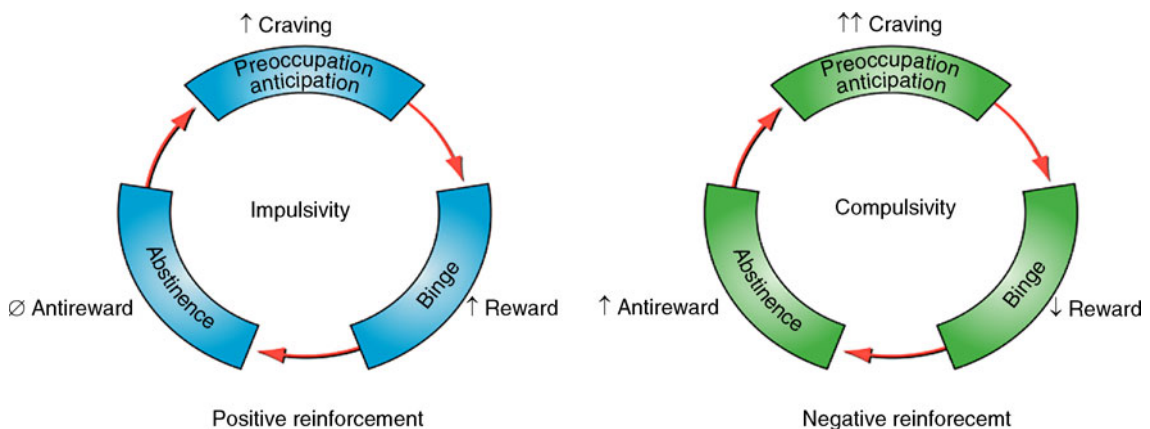 ↑ Craving
Preoccupation
anticipation
Impulsivity
Abstinence
Binge
∅ Antireward
↑ Reward
Positive reinforcement
↑↑ Craving
Preoccupation
anticipation
Compulsivity
Abstinence
Binge
↑ Antireward
↓ Reward
Negative reinforecemt